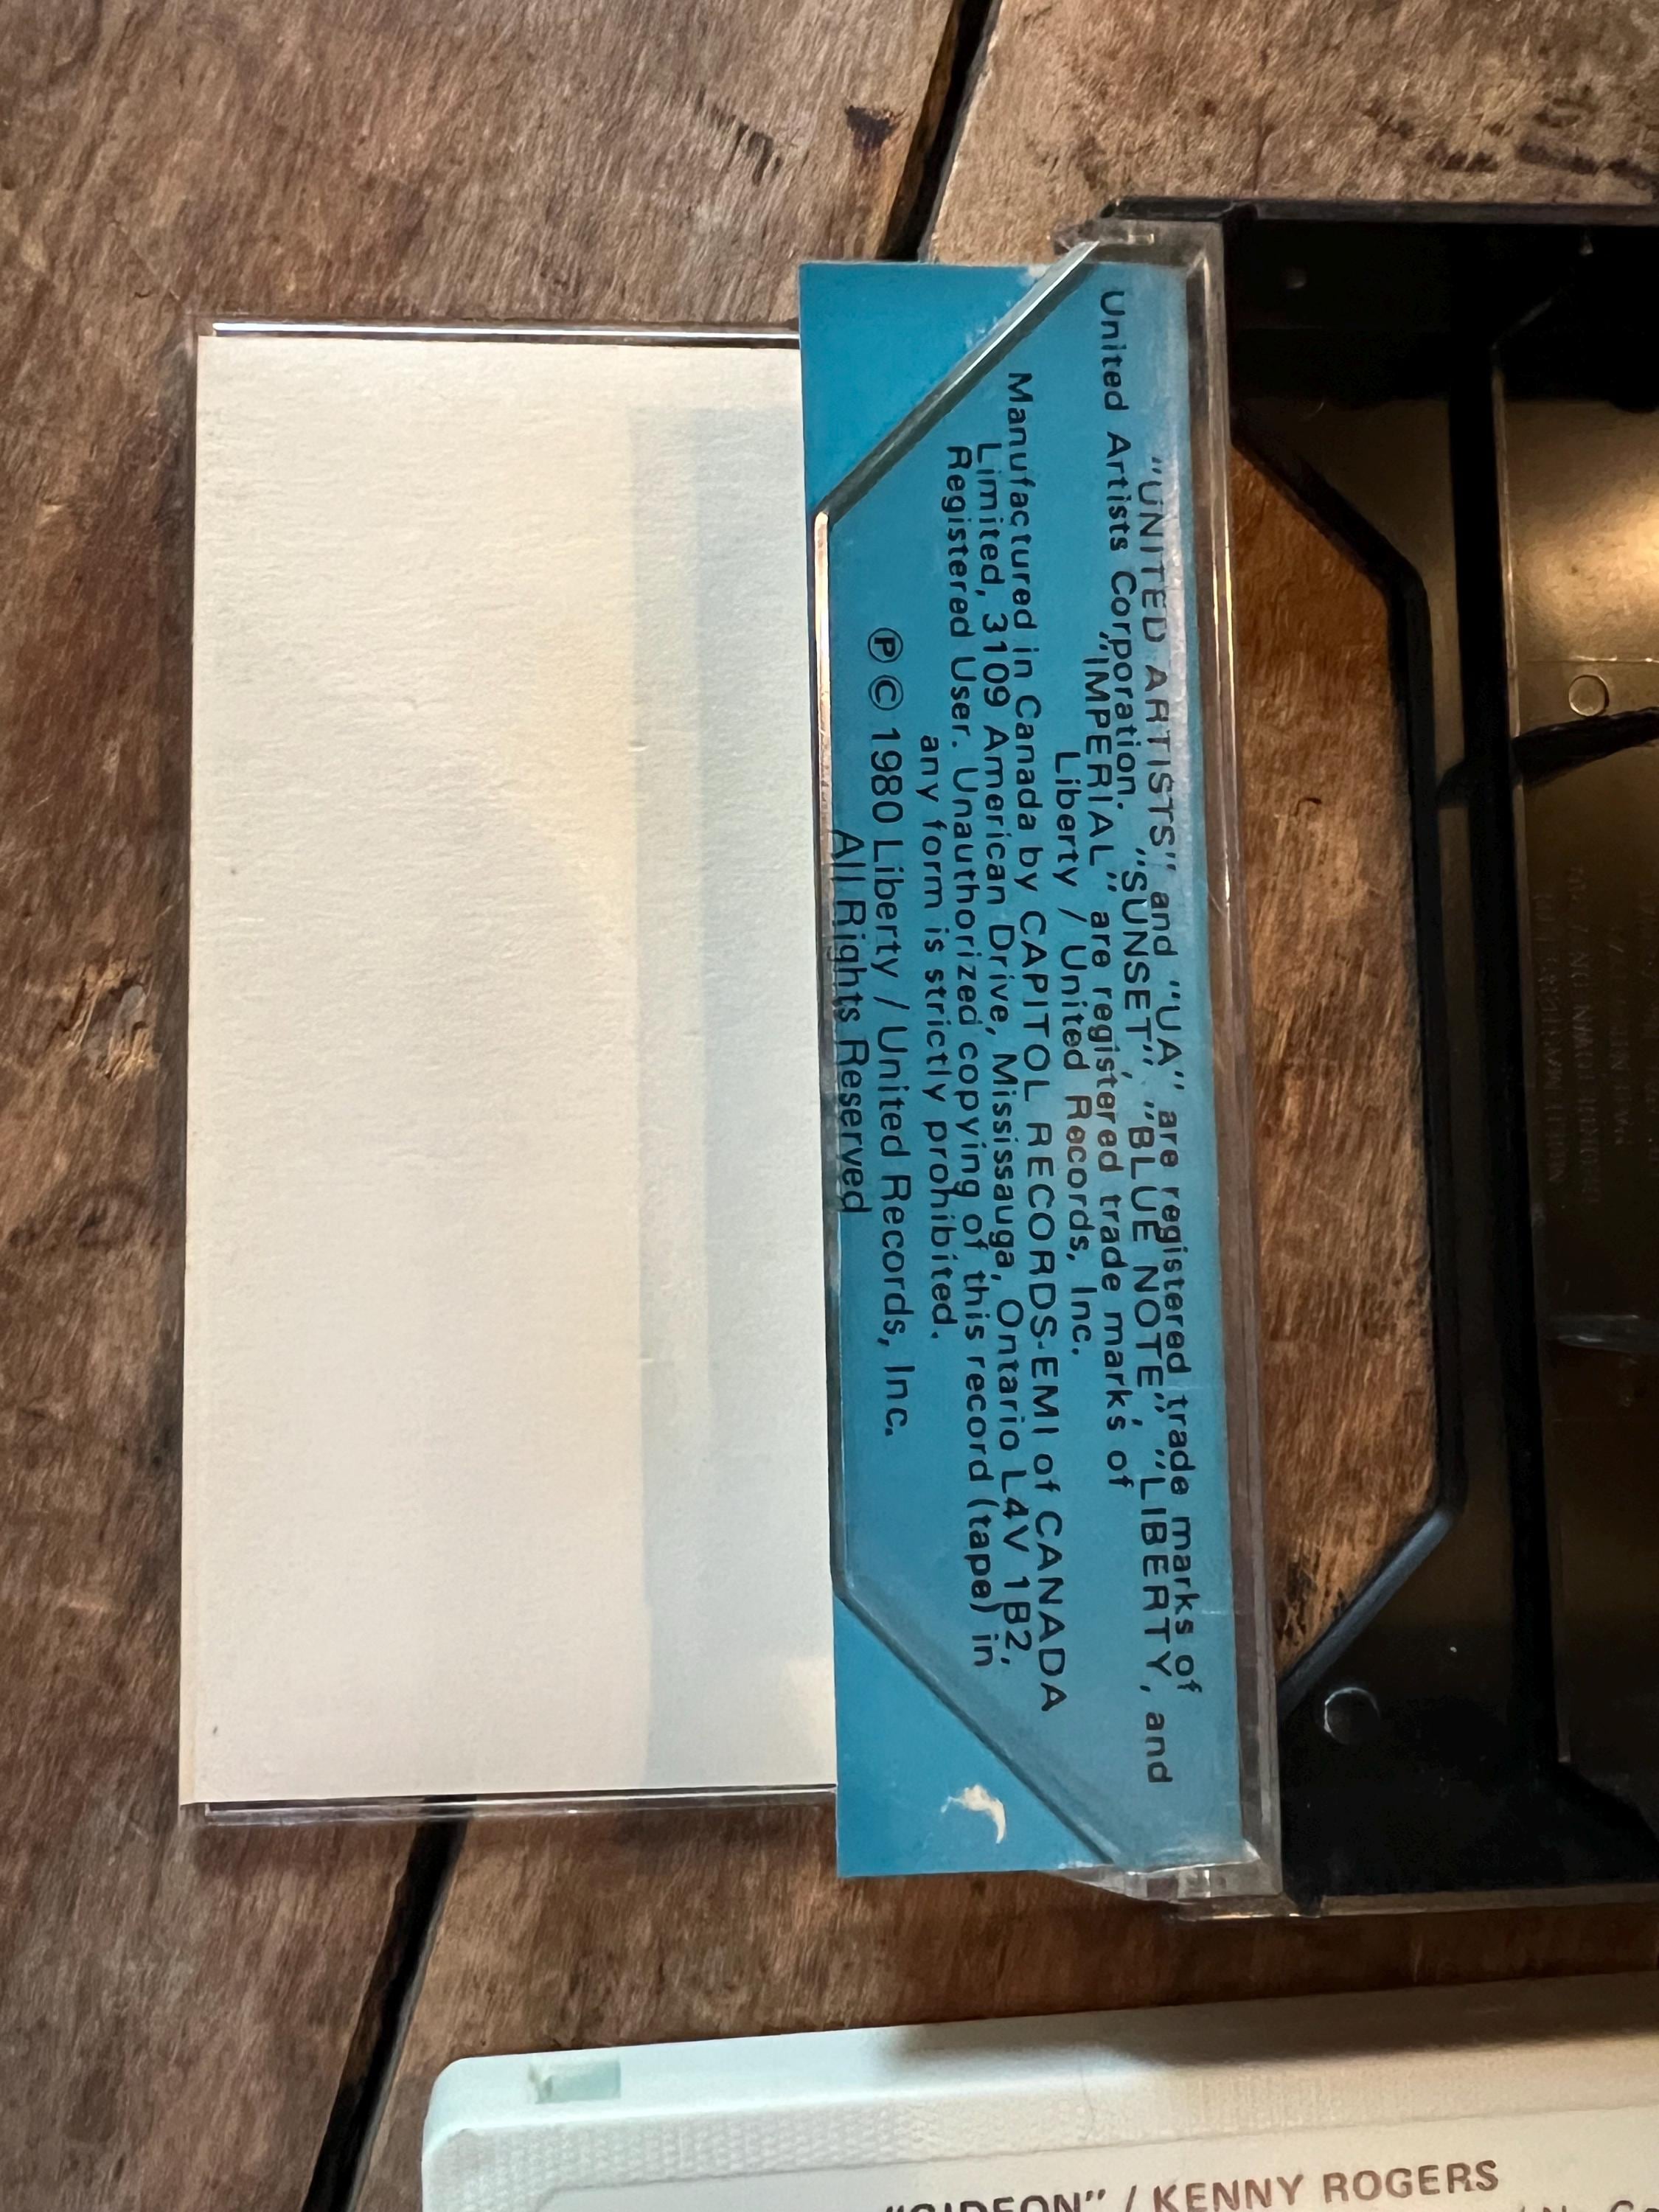 "UNITED ARTISTS" and "UA" are registered trade marks of
United Artists Corporation. "SUNSET", "BLUE NOTE", "LIBERTY, and
"IMPERIAL" are registered trade marks of
Liberty / United Records, Inc.
Manufactured in Canada by CAPITOL RECORDS-EMI of CANADA
Limited, 3109 American Drive, Mississauga, Ontario L4V 1B2,
Registered User. Unauthorized copying of this record (tape) in
any form is strictly prohibited.
Ⓟ © 1980 Liberty / United Records, Inc.
All Rights Reserved
"GIDEON" / KENNY ROGERS